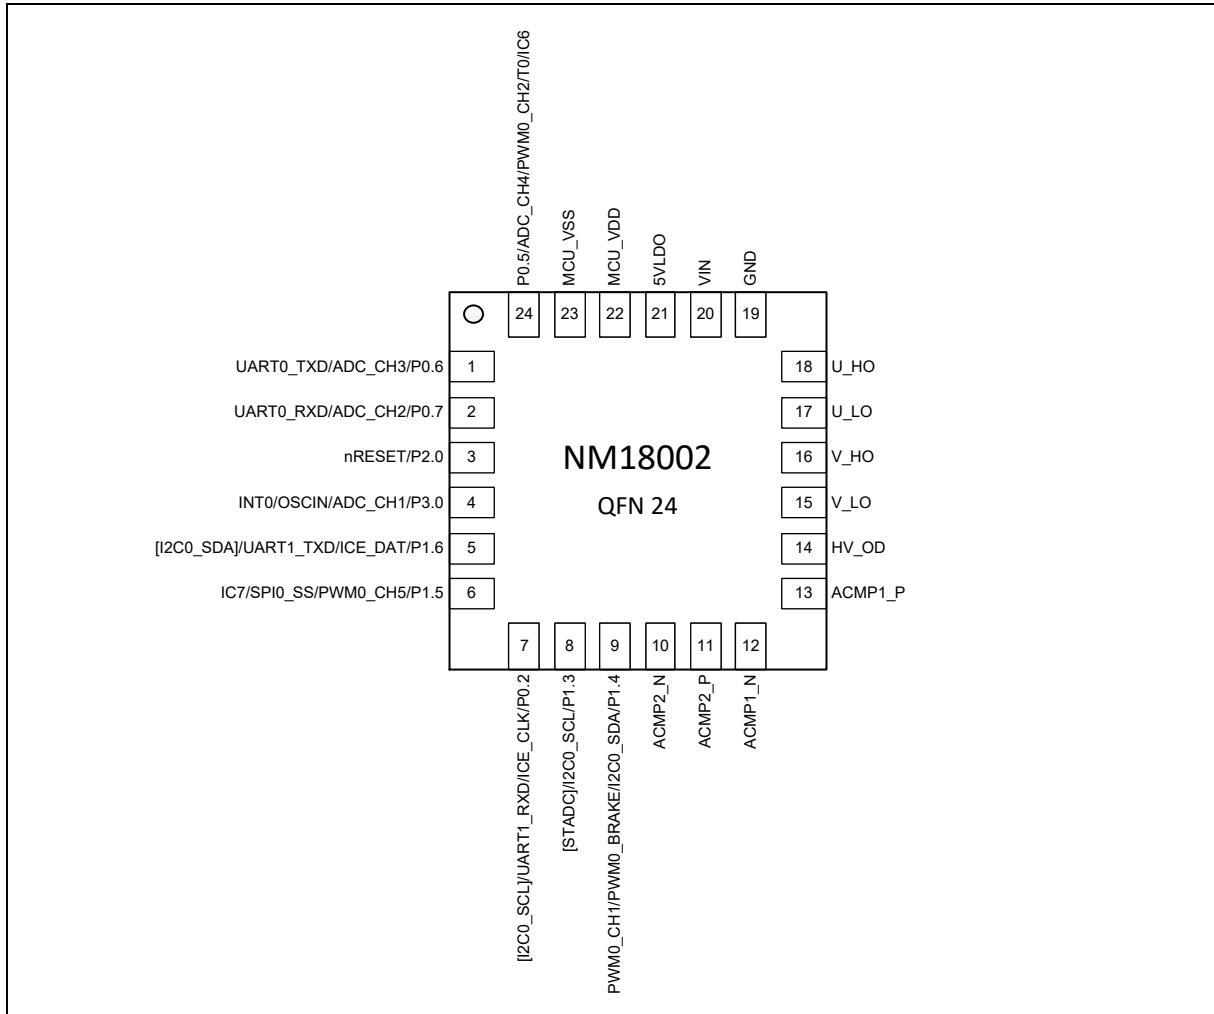 P0.5/ADC_CH4/PWM0_CH2/T0/IC6
MCU_VSS
MCU_VDD
5VLDO
VIN
GND
24
23
22
21
20
19
UART0_TXD/ADC_CH3/P0.6
1
18
U_HO
UART0_RXD/ADC_CH2/P0.7
2
17
U_LO
nRESET/P2.0
3
NM18002
16
V_HO
INT0/OSCIN/ADC_CH1/P3.0
4
QFN 24
15
V_LO
[I2C0_SDA]/UART1_TXD/ICE_DAT/P1.6
5
14
HV_OD
IC7/SPI0_SS/PWM0_CH5/P1.5
6
13
ACMP1_P
7
8
9
10
11
12
[I2C0_SCL]/UART1_RXD/ICE_CLK/P0.2
[STADC]/I2C0_SCL/P1.3
PWM0_CH1/PWM0_BRAKE/I2C0_SDA/P1.4
ACMP2_N
ACMP2_P
ACMP1_N